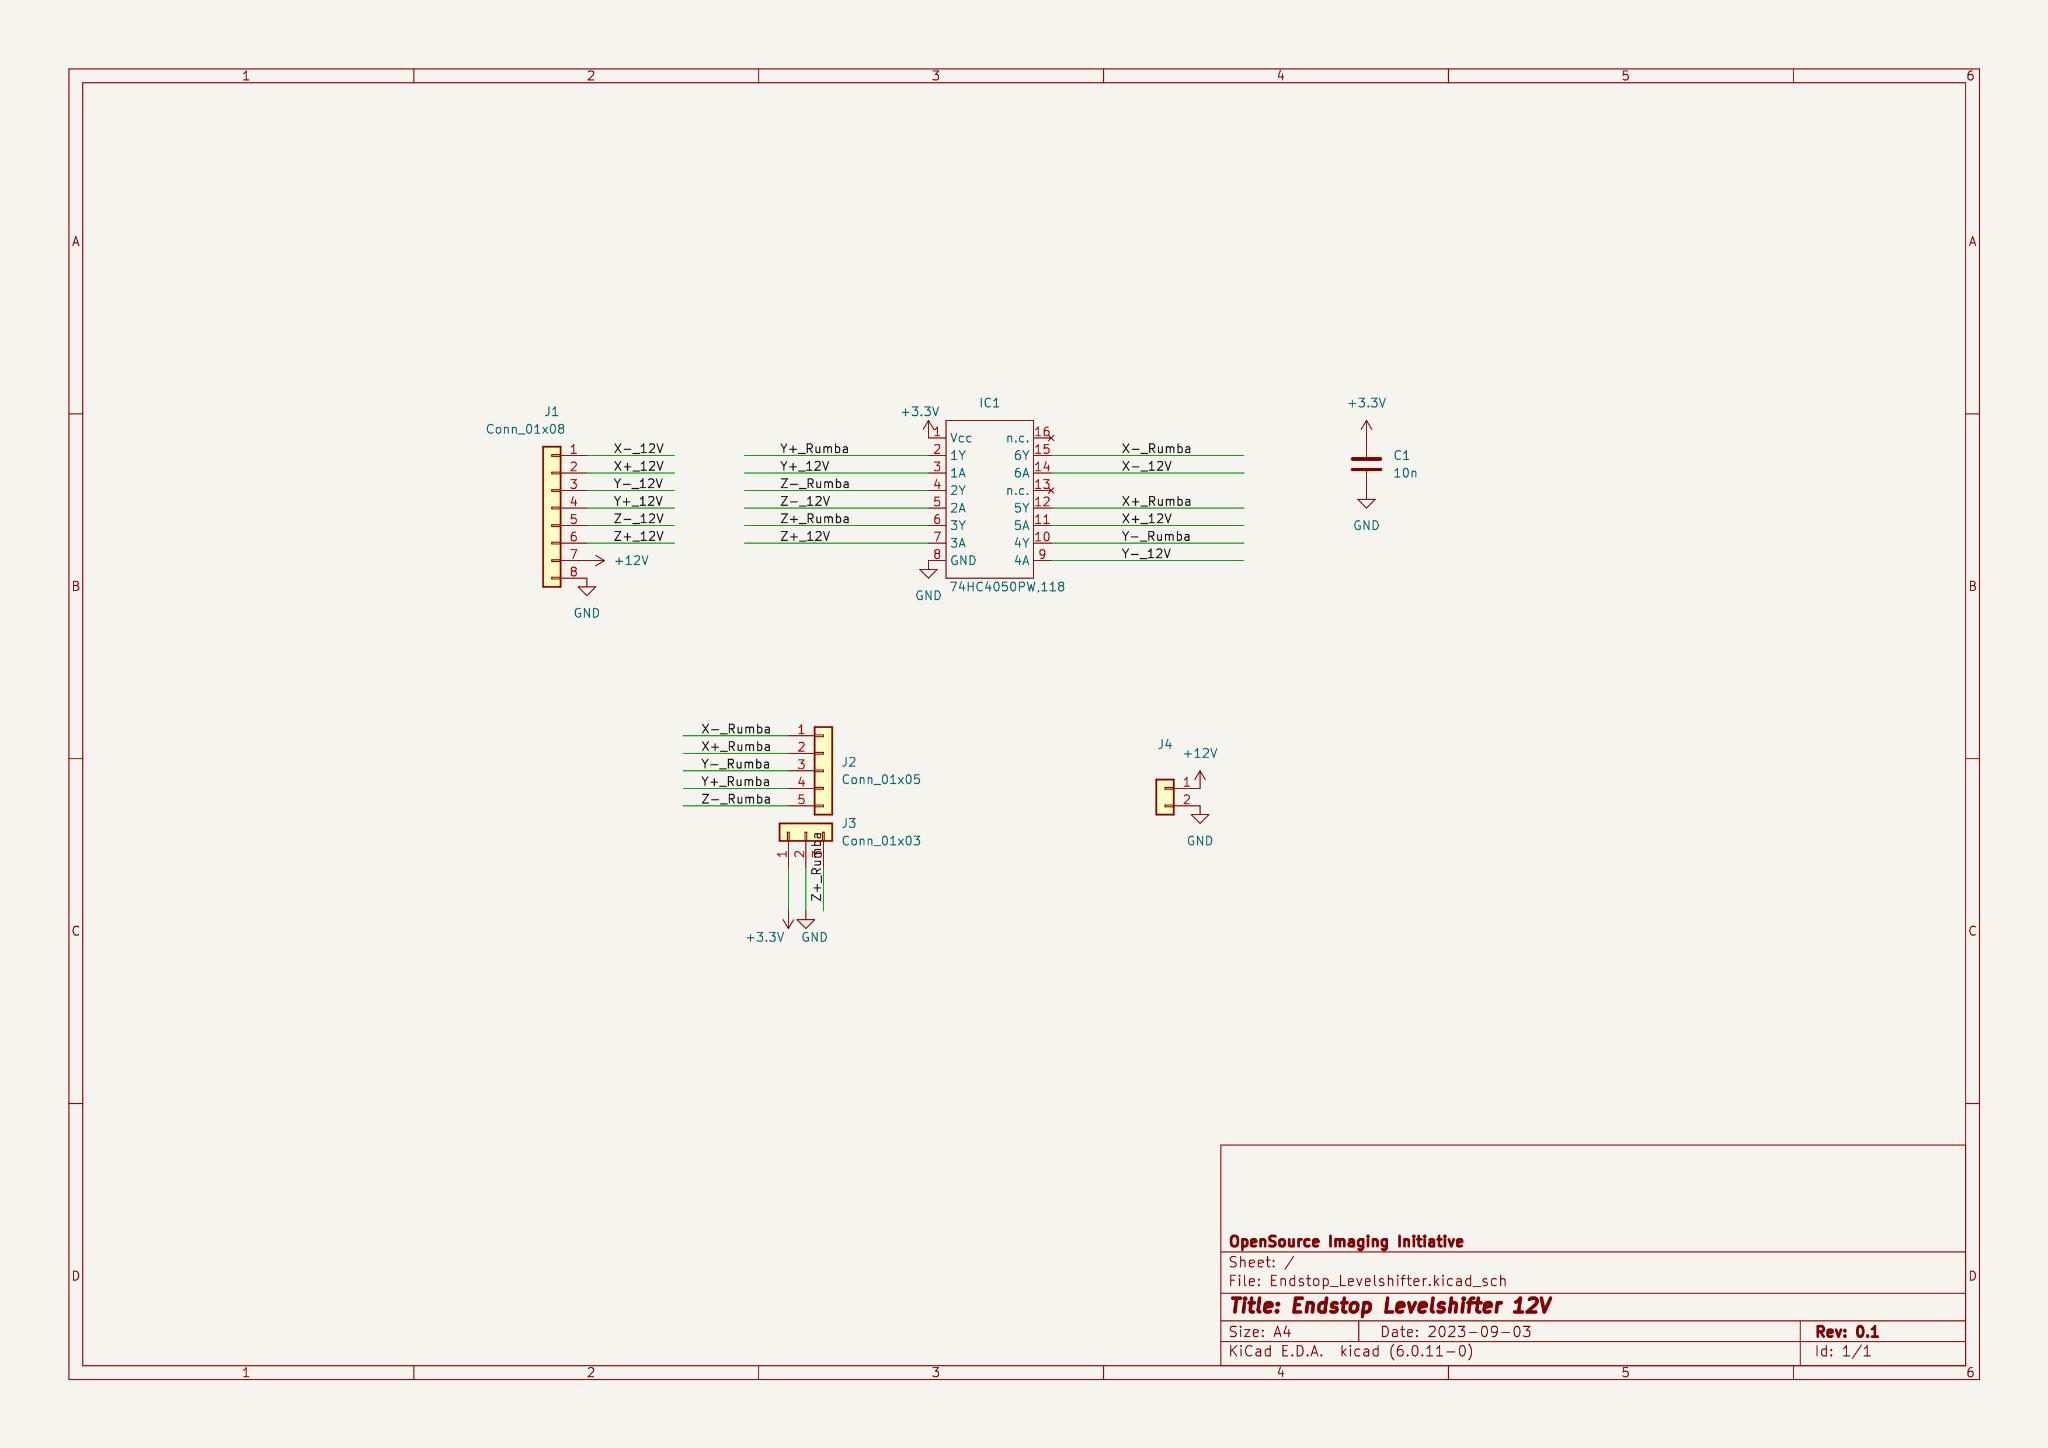 1 2 3 4 5 6
A A
J1
Conn_01x08
1 X-_12V
2 X+_12V
3 Y-_12V
4 Y+_12V
5 Z-_12V
6 Z+_12V
7 +12V
8
GND
IC1
+3.3V
1 Vcc n.c. 16
Y+_Rumba 2 1Y 6Y 15 X-_Rumba
Y+_12V 3 1A 6A 14 X-_12V
Z-_Rumba 4 2Y n.c. 13
Z-_12V 5 2A 5Y 12 X+_Rumba
Z+_Rumba 6 3Y 5A 11 X+_12V
Z+_12V 7 3A 4Y 10 Y-_Rumba
8 GND 4A 9 Y-_12V
GND 74HC4050PW,118
+3.3V
C1
10n
GND
B B
X-_Rumba 1
X+_Rumba 2
Y-_Rumba 3
Y+_Rumba 4
Z-_Rumba 5
J2
Conn_01x05
J3
Conn_01x03
1 2 3
Z+_Rumba
+3.3V GND
J4
+12V
1
2
GND
C C
D D
OpenSource Imaging Initiative
Sheet: /
File: Endstop_Levelshifter.kicad_sch
Title: Endstop Levelshifter 12V
Size: A4 Date: 2023-09-03 Rev: 0.1
KiCad E.D.A. kicad (6.0.11-0) Id: 1/1
1 2 3 4 5 6